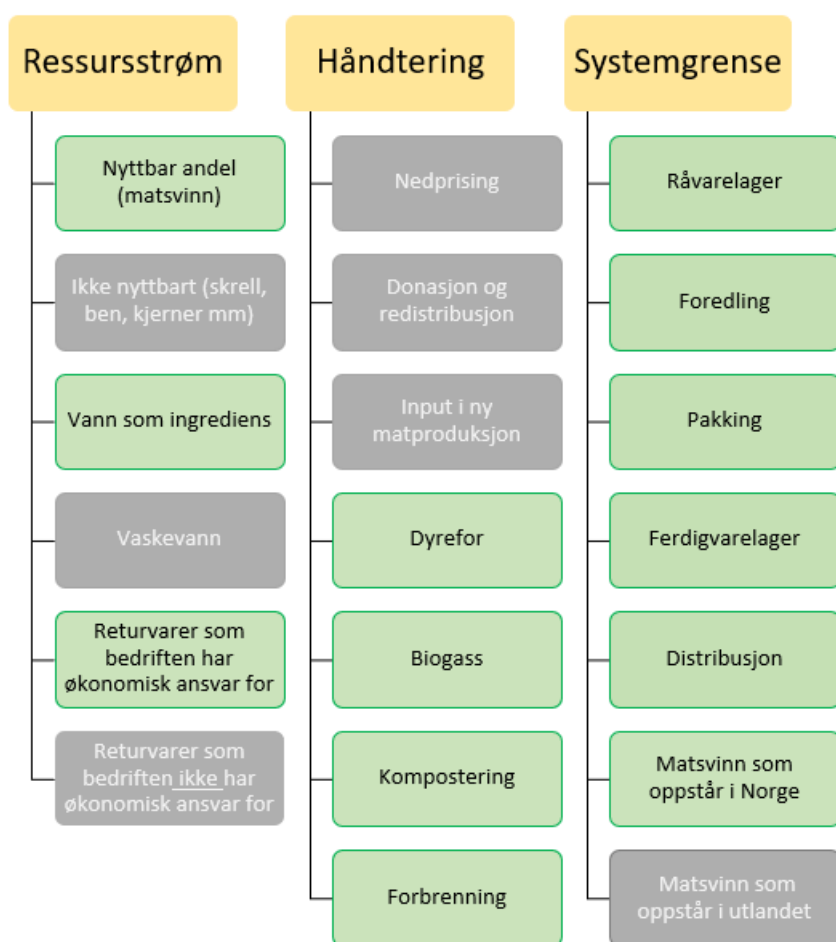 Ressursstrøm
Nyttbar andel
(matsvinn)
Ikke nyttbart (skrell,
ben, kjerner mm)
Vann som ingrediens
Vaskevann
Returvarer som
bedriften har
økonomisk ansvar for
Returvarer som
bedriften ikke har
økonomisk ansvar for
Håndtering
Nedprising
Donasjon og
redistribusjon
Input i ny
matproduksjon
Dyrefor
Biogass
Kompostering
Forbrenning
Systemgrense
Råvarelager
Foredling
Pakking
Ferdigvarelager
Distribusjon
Matsvinn som
oppstår i Norge
Matsvinn som
oppstår i utlandet